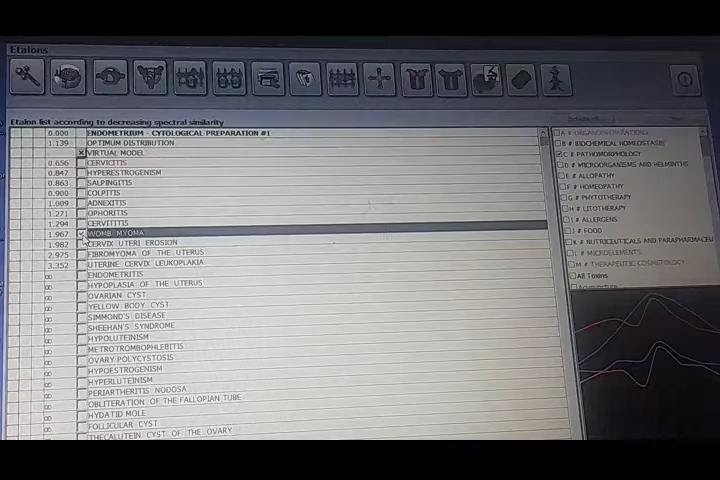 Etalons
Etalon list according to decreasing spectral similarity
0.000 ENDOMETRIUM - CYTOLOGICAL PREPARATION #1
1.139 OPTIMUM DISTRIBUTION
VIRTUAL MODEL
0.656 CERVICITIS
0.847 HYPERESTROGENISM
0.863 SALPINGITIS
0.900 COLPITIS
1.009 ADNEXITIS
1.271 OPHORITIS
1.294 CERVITITIS
1.967 WOMB MYOMA
1.982 CERVIX UTERI EROSION
2.975 FIBROMYOMA OF THE UTERUS
3.352 UTERINE CERVIX LEUKOPLAKIA
ENDOMETRITIS
HYPOPLASIA OF THE UTERUS
OVARIAN CYST
YELLOW BODY CYST
SIMMOND'S DISEASE
SHEEHAN'S SYNDROME
HYPOLUTEINISM
METROTROMBOPHLEBITIS
OVARY POLYCYSTOSIS
HYPOESTROGENISM
HYPERLUTEINISM
PERIARTHERITIS NODOSA
OBLITERATION OF THE FALLOPIAN TUBE
HYDATID MOLE
FOLLICULAR CYST
THECALUTEIN CYST OF THE OVARY
A # ORGANOPREPARATIONS
B # BIOCHEMICAL HOMEOSTASIS
C # PATHOMORPHOLOGY
D # MICROORGANISMS AND HELMINTHS
E # ALLOPATHY
F # HOMEOPATHY
G # PHYTOTHERAPY
H # LITOTHERAPY
I # ALLERGENS
J # FOOD
K # NUTRICEUTICALS AND PARAPHARMACEU
L # MICROELEMENTS
M # THERAPEUTIC COSMETOLOGY
All Toxins